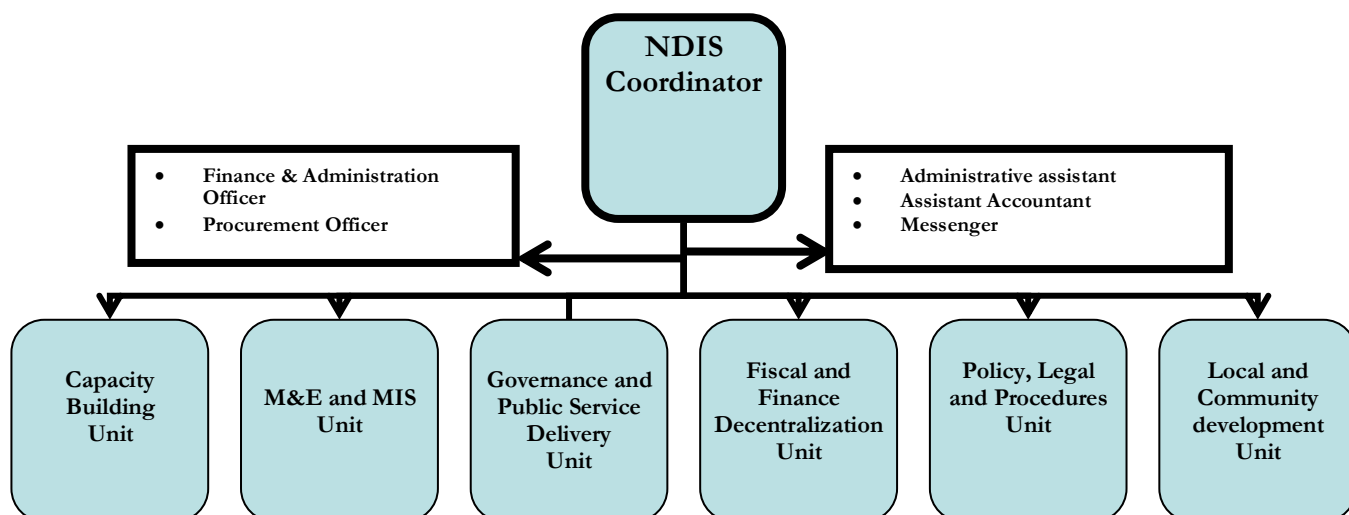 NDIS
Coordinator
• Finance & Administration
Officer
• Procurement Officer
• Administrative assistant
• Assistant Accountant
• Messenger
Capacity
Building
Unit
M&E and MIS
Unit
Governance and
Public Service
Delivery
Unit
Fiscal and
Finance
Decentralization
Unit
Policy, Legal
and Procedures
Unit
Local and
Community
development
Unit